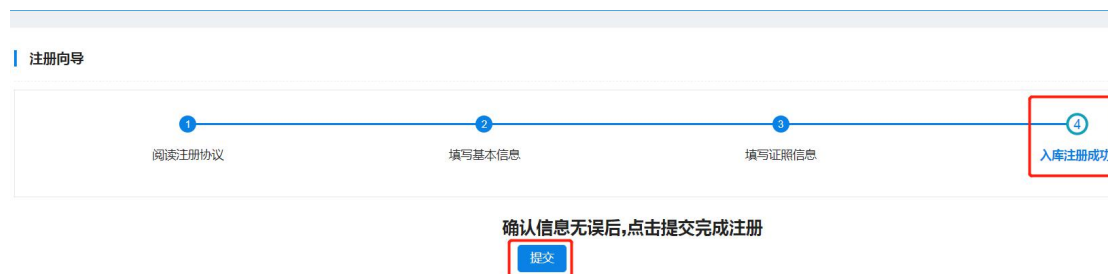 注册向导
1 2 3 4
阅读注册协议 填写基本信息 填写证照信息 入库注册成功
确认信息无误后,点击提交完成注册
提交